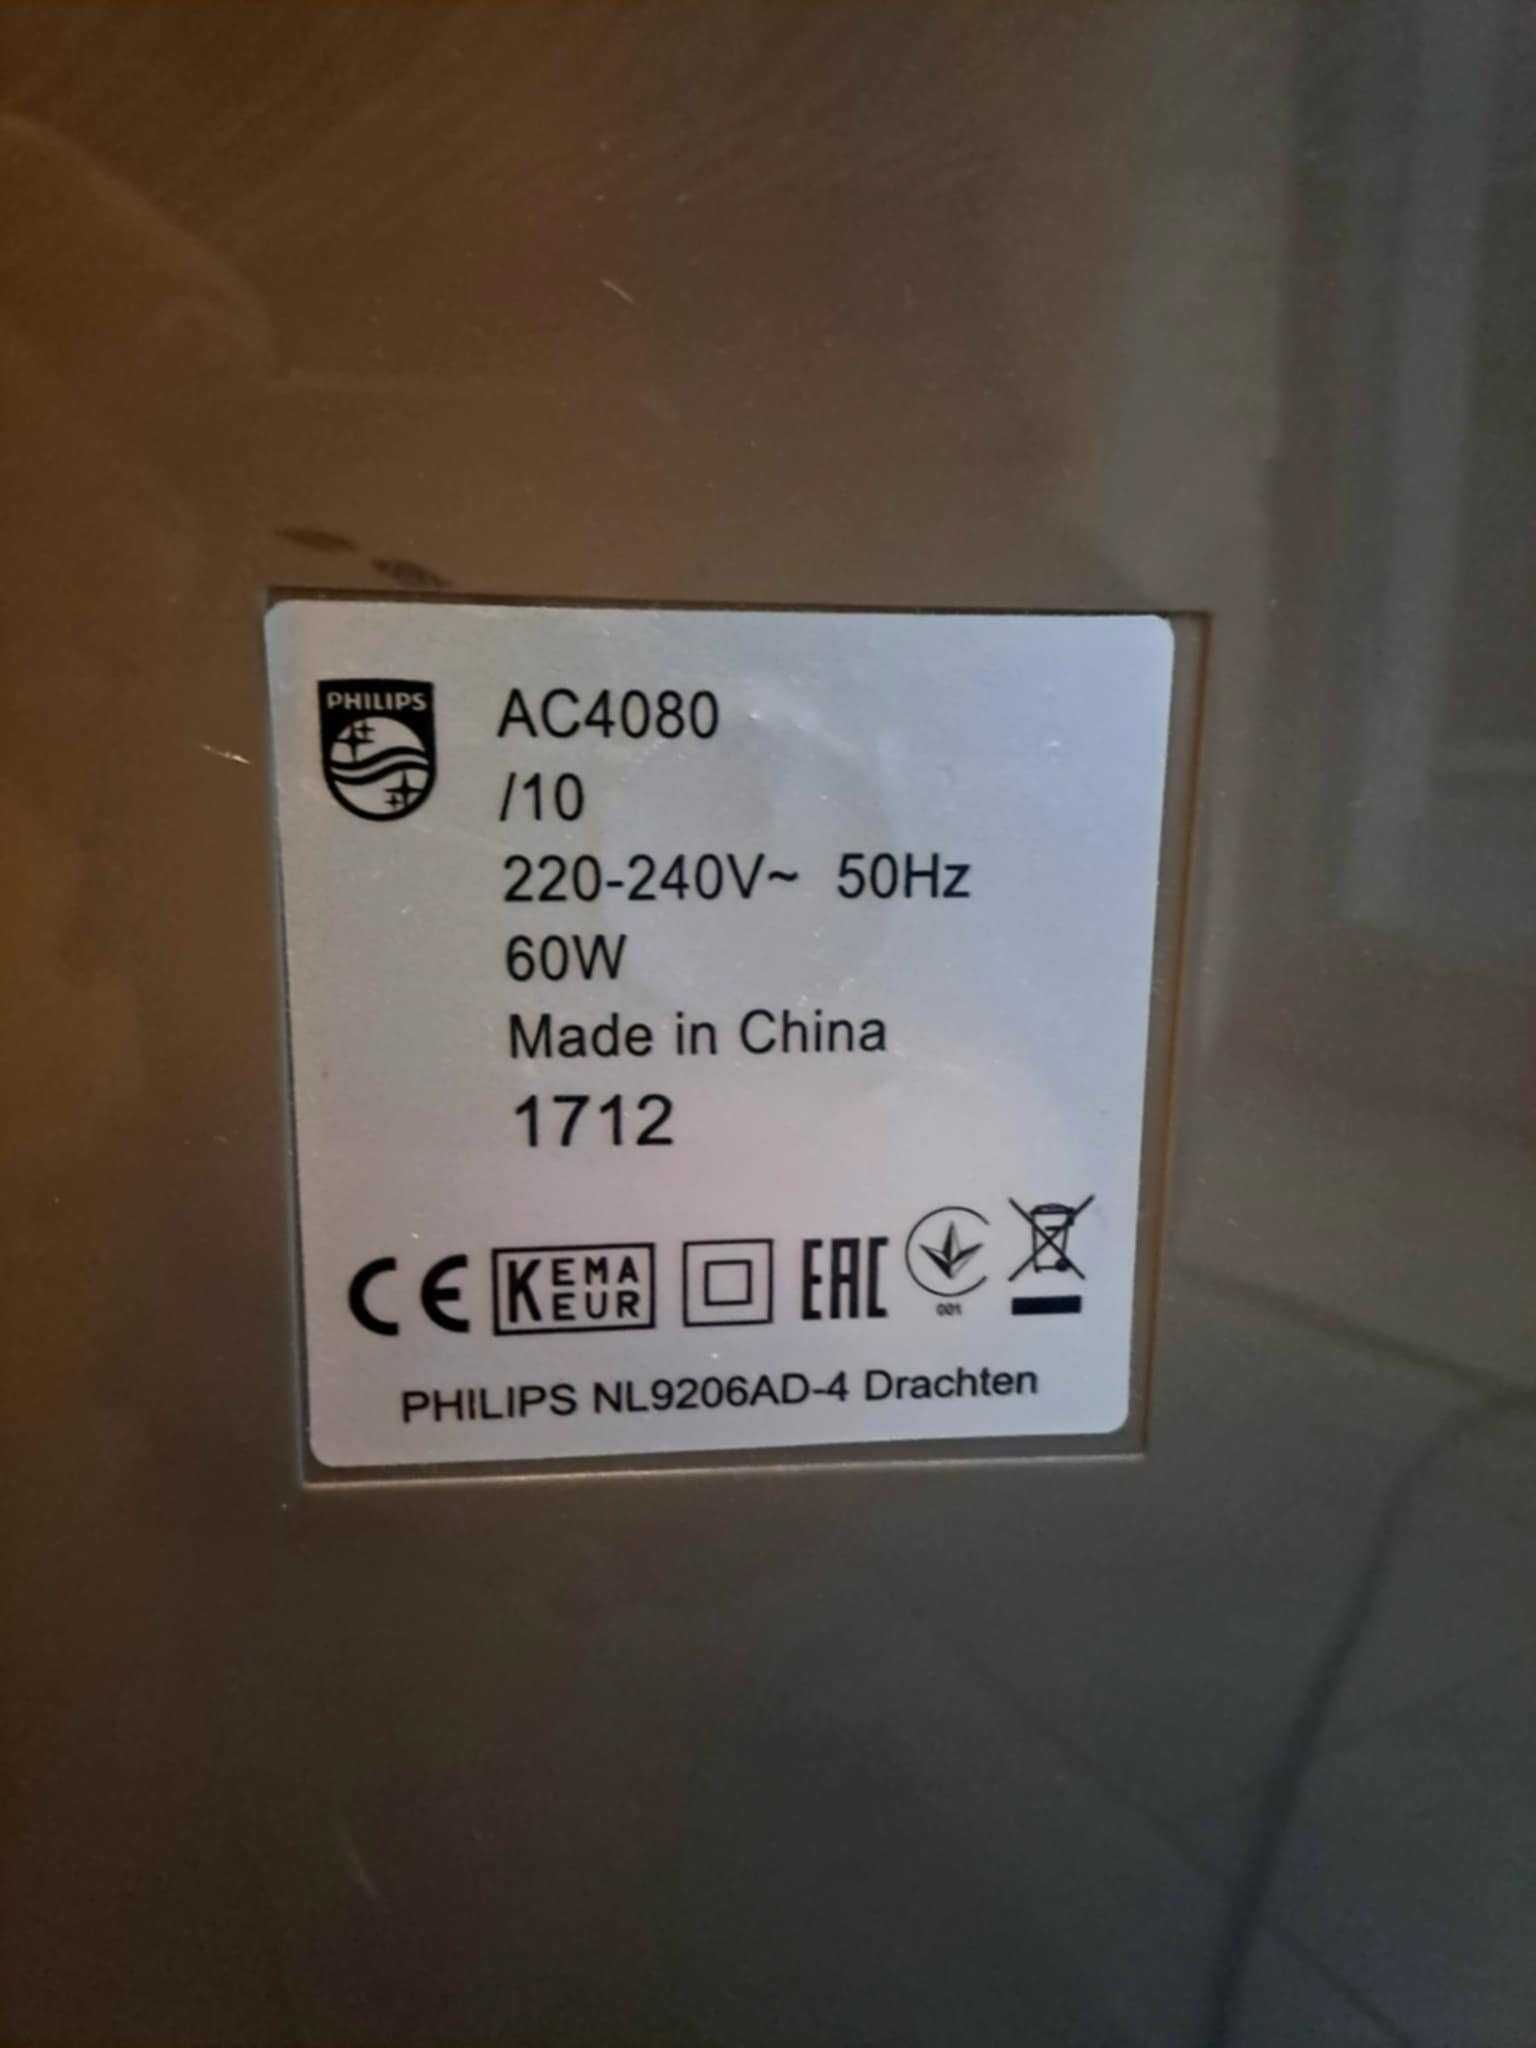 PHILIPS
AC4080
/10
220-240V~ 50Hz
60W
Made in China
1712
CE KEMA EUR EAC
001
PHILIPS NL9206AD-4 Drachten